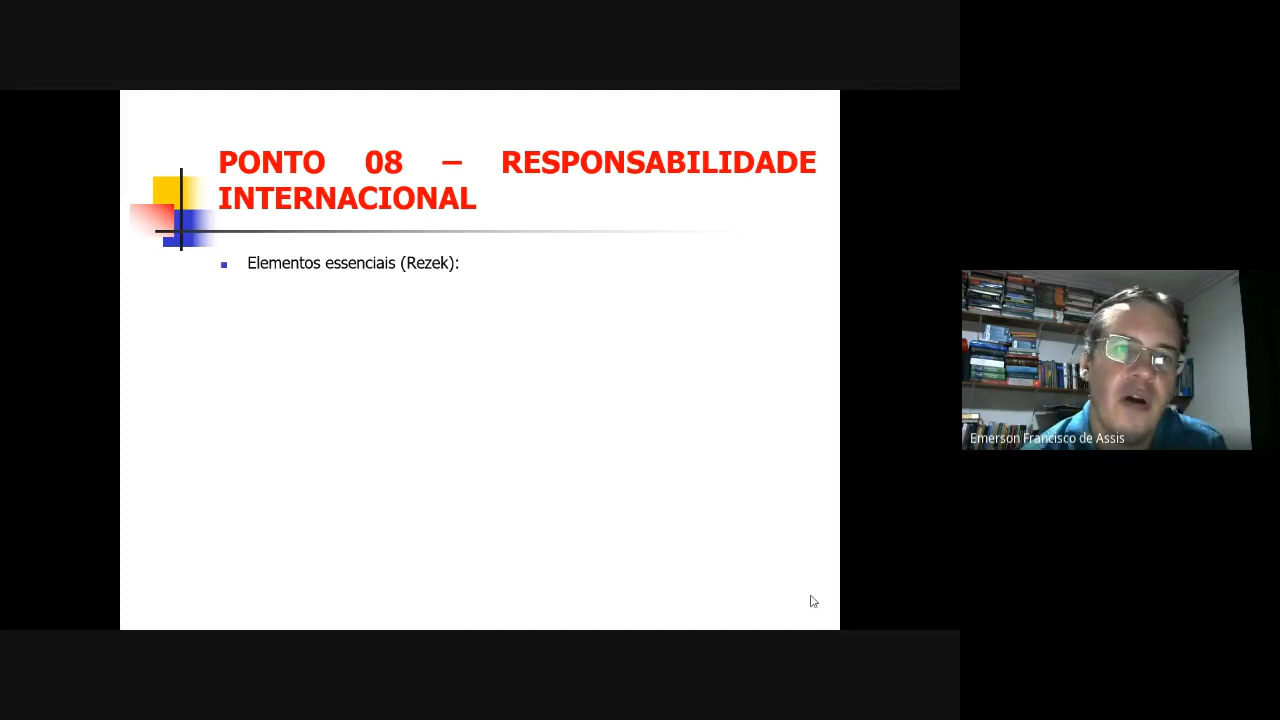 PONTO 08 – RESPONSABILIDADE
INTERNACIONAL
Elementos essenciais (Rezek):
Emerson Francisco de Assis